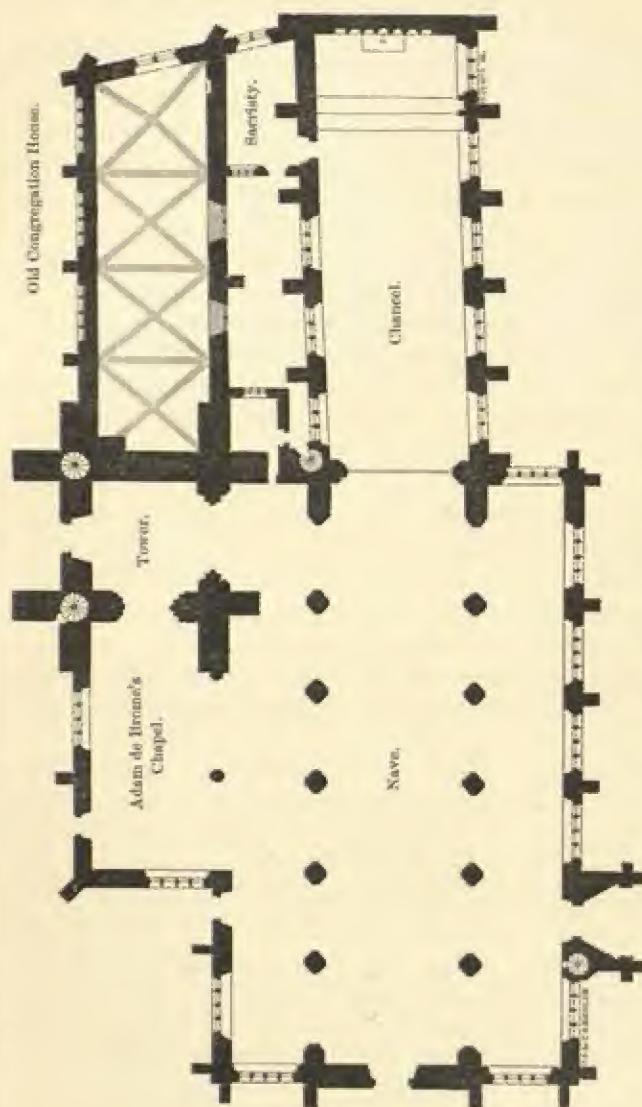 Old Congregation House.
Sacristy.
Chancel.
Tower.
Adam de Brome's
Chapel.
Nave.